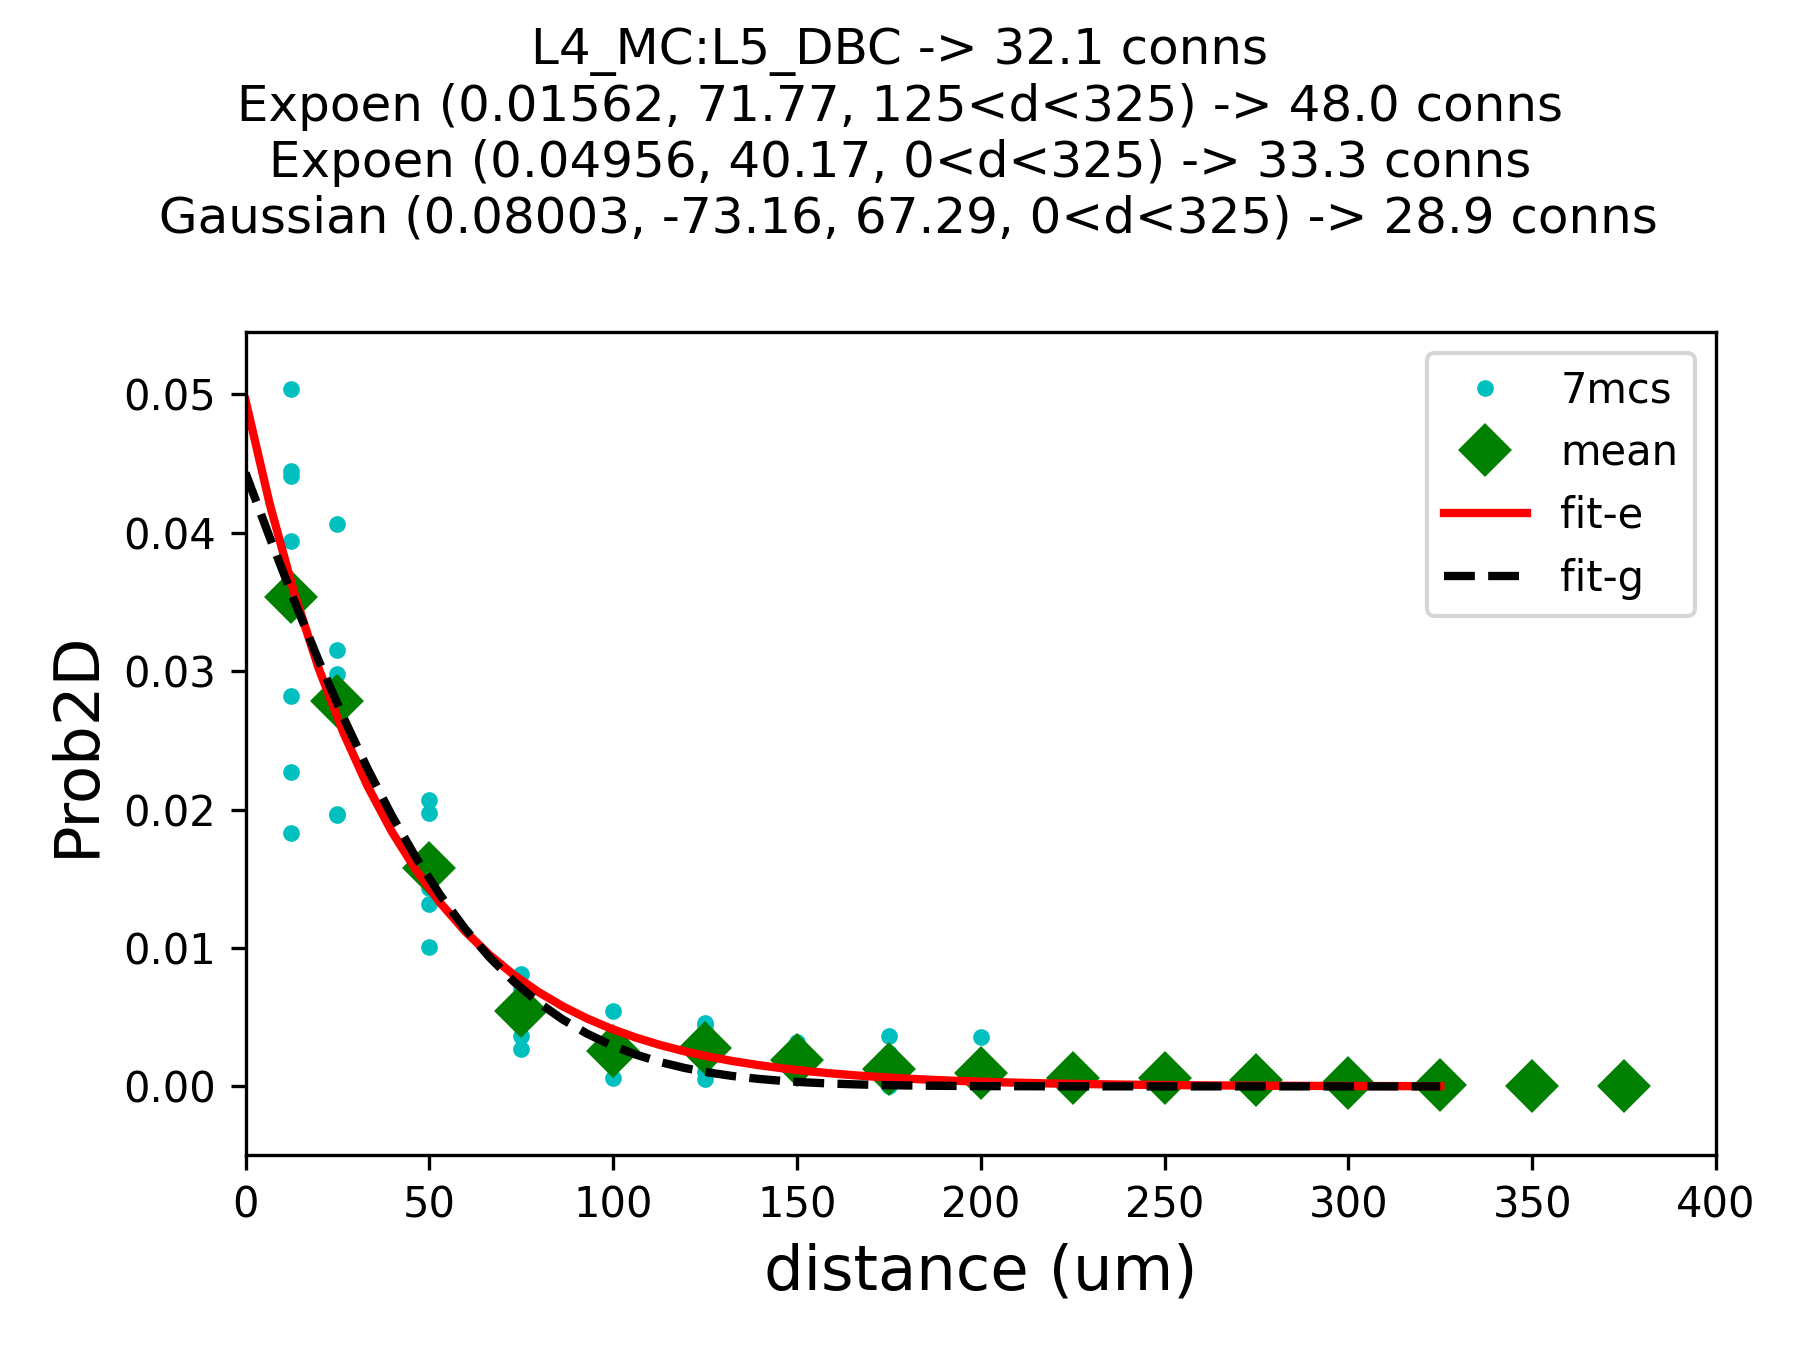 L4_MC:L5_DBC -> 32.1 conns
Expoen (0.01562, 71.77, 125<d<325) -> 48.0 conns
Expoen (0.04956, 40.17, 0<d<325) -> 33.3 conns
Gaussian (0.08003, -73.16, 67.29, 0<d<325) -> 28.9 conns
7mcs
mean
fit-e
fit-g
0.05
0.04
0.03
0.02
0.01
0.00
Prob2D
0 50 100 150 200 250 300 350 400
distance (um)